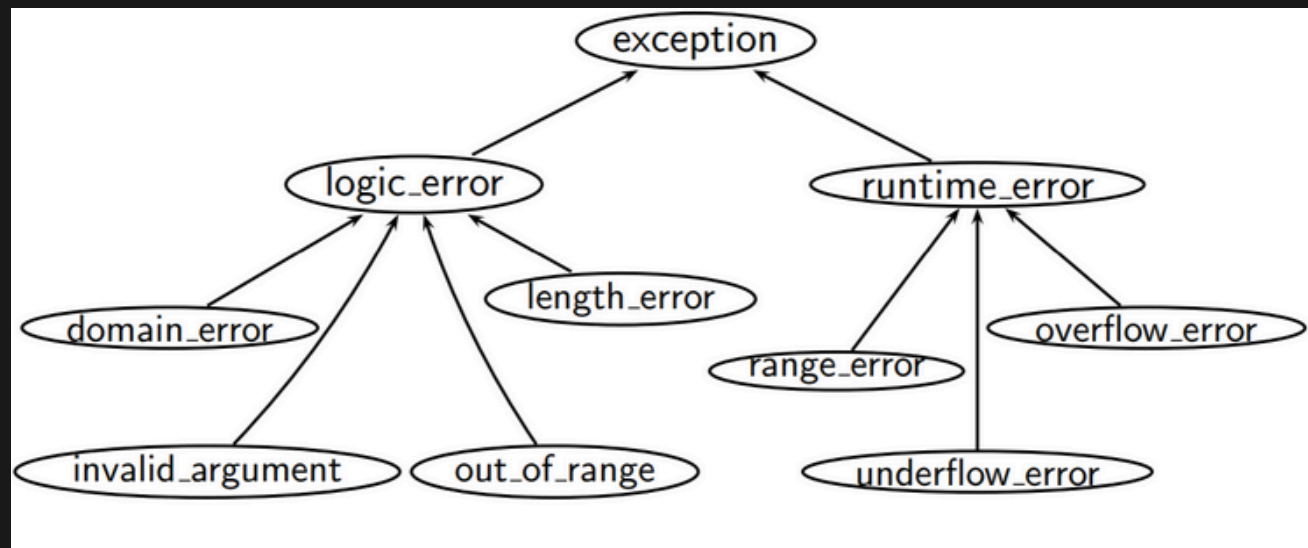 exception
logic_error
runtime_error
length_error
domain_error
overflow_error
range_error
invalid_argument
out_of_range
underflow_error